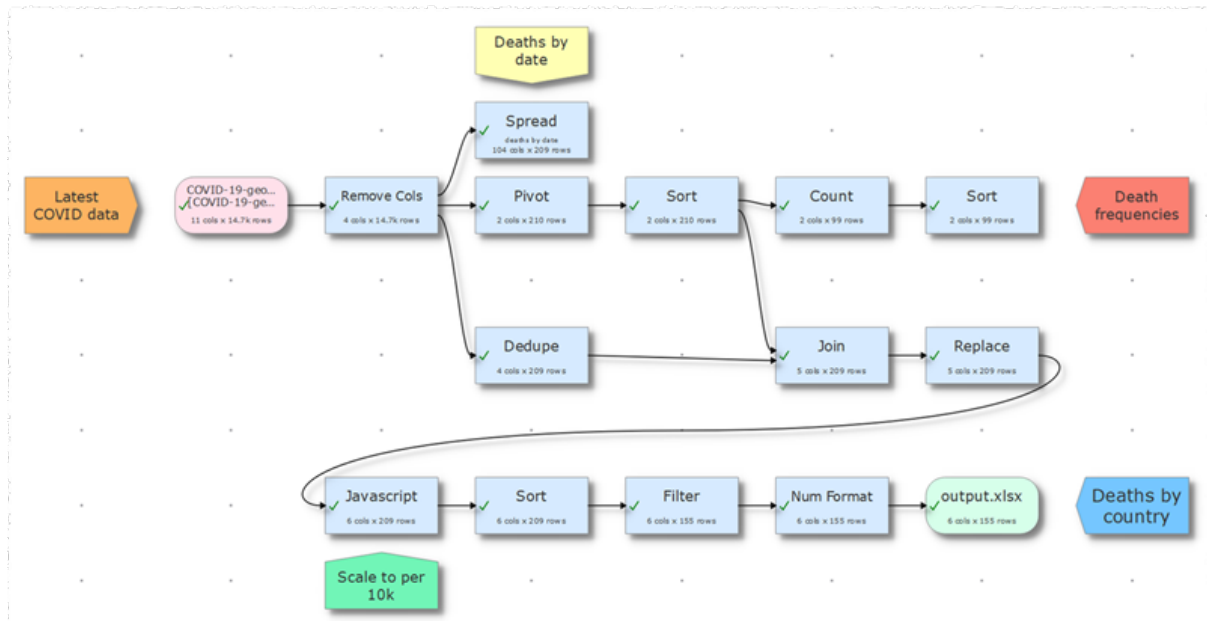 Deaths by
date
Spread
deaths by date
104 cols x 209 rows
Latest
COVID data
COVID-19-geo...
{COVID-19-ge...
11 cols x 14.7k rows
Remove Cols
4 cols x 14.7k rows
Pivot
2 cols x 210 rows
Sort
2 cols x 210 rows
Count
2 cols x 99 rows
Sort
2 cols x 99 rows
Death
frequencies
Dedupe
4 cols x 209 rows
Join
5 cols x 209 rows
Replace
5 cols x 209 rows
Javascript
6 cols x 209 rows
Sort
6 cols x 209 rows
Filter
6 cols x 155 rows
Num Format
6 cols x 155 rows
output.xlsx
6 cols x 155 rows
Deaths by
country
Scale to per
10k